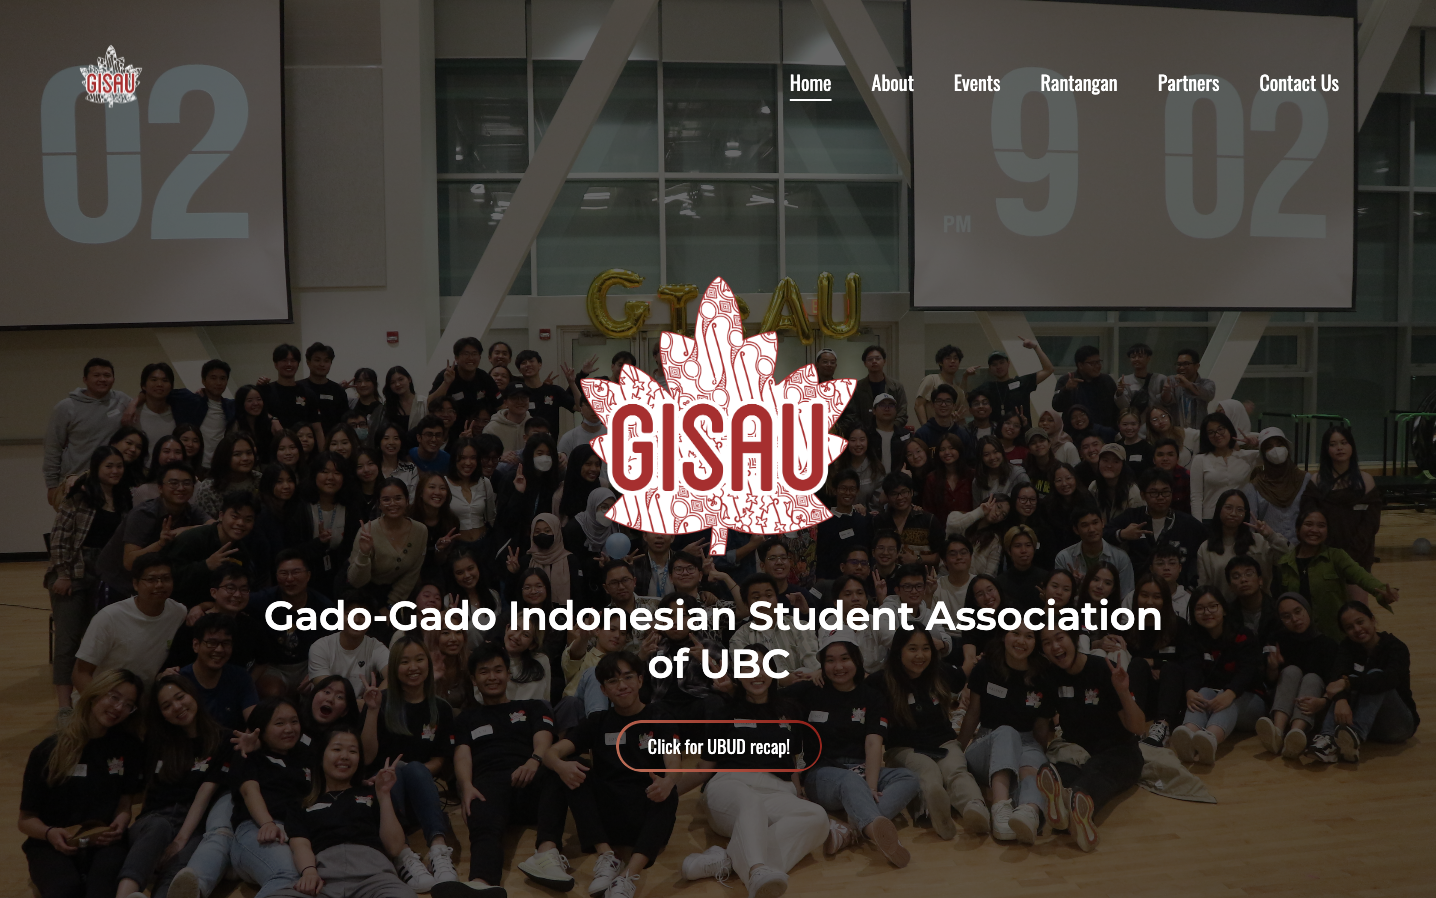 GISAU
Home About Events Rantangan Partners Contact Us
02
PM 9 02
GISAU
GISAU
Gado-Gado Indonesian Student Association
of UBC
Click for UBUD recap!